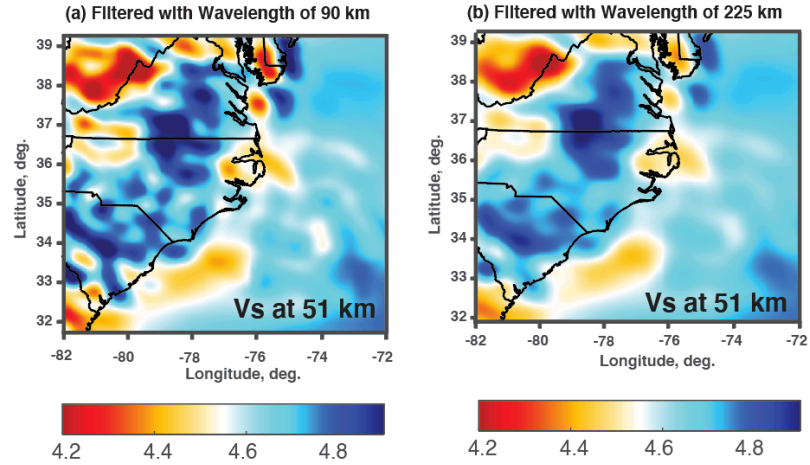 (a) Filtered with Wavelength of 90 km
39
38
37
36
35
34
33
32
Latitude, deg.
Vs at 51 km
-82 -80 -78 -76 -74 -72
Longitude, deg.
4.2 4.4 4.6 4.8
(b) Filtered with Wavelength of 225 km
39
38
37
36
35
34
33
32
Latitude, deg.
Vs at 51 km
-82 -80 -78 -76 -74 -72
Longitude, deg.
4.2 4.4 4.6 4.8